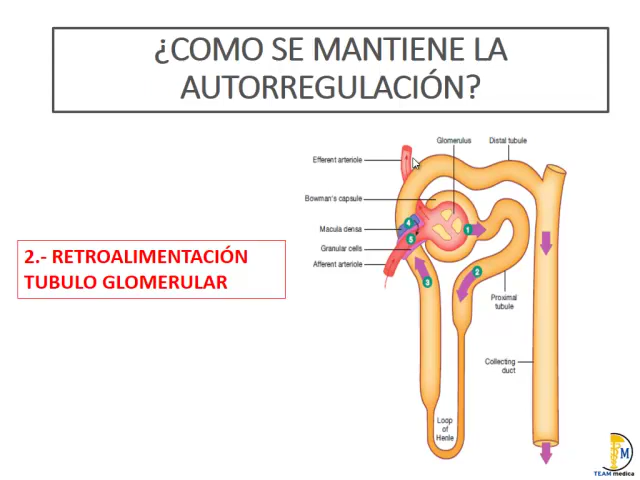 ¿COMO SE MANTIENE LA
AUTORREGULACIÓN?
2.- RETROALIMENTACIÓN
TUBULO GLOMERULAR
Glomerulus
Distal tubule
Efferent arteriole
Bowman's capsule
Macula densa
Granular cells
Afferent arteriole
4
5
1
2
3
Proximal
tubule
Collecting
duct
Loop
of
Henle
M
TEAM medica